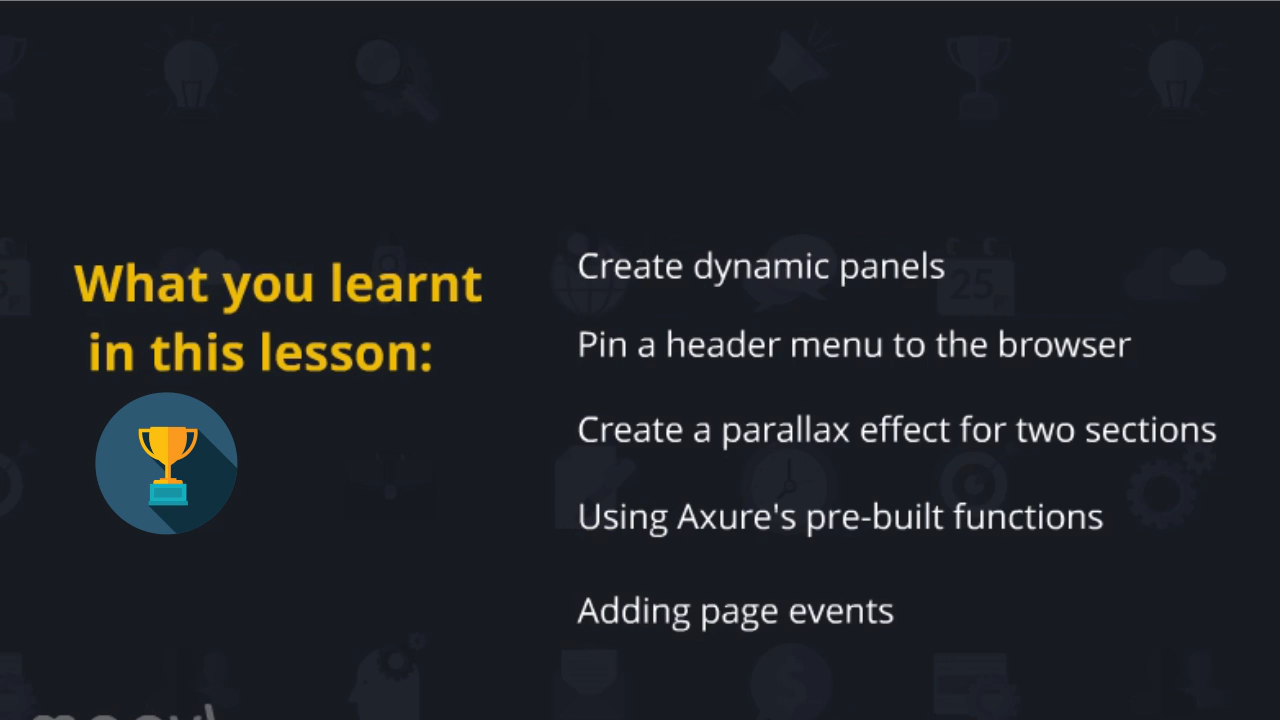 What you learnt
in this lesson:
Create dynamic panels
Pin a header menu to the browser
Create a parallax effect for two sections
Using Axure's pre-built functions
Adding page events
25